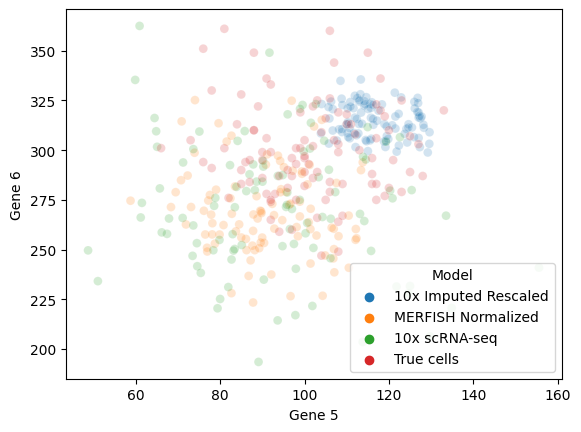 350
325
300
275
250
225
200
Gene 6
60
80
100
120
140
160
Gene 5
Model
10x Imputed Rescaled
MERFISH Normalized
10x scRNA-seq
True cells